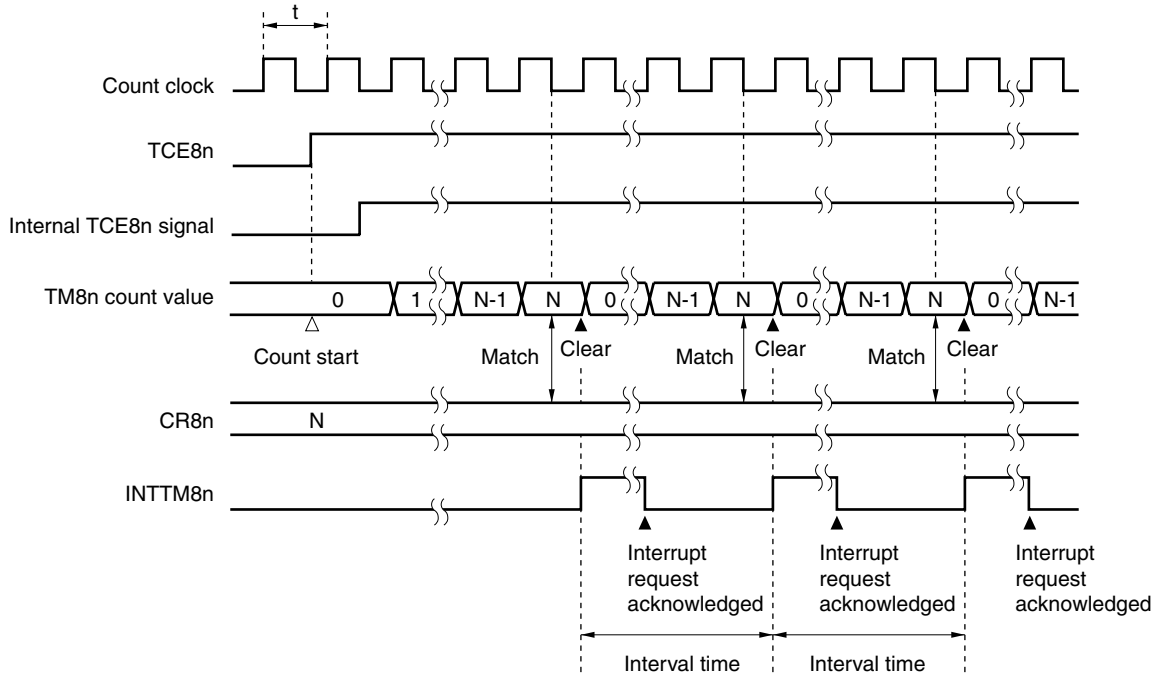 t
Count clock
TCE8n
Internal TCE8n signal
TM8n count value 0 1 N-1 N 0 N-1 N 0 N-1 N 0 N-1
Count start Match Clear Match Clear Match Clear
CR8n N
INTTM8n
Interrupt request acknowledged
Interrupt request acknowledged
Interrupt request acknowledged
Interval time Interval time